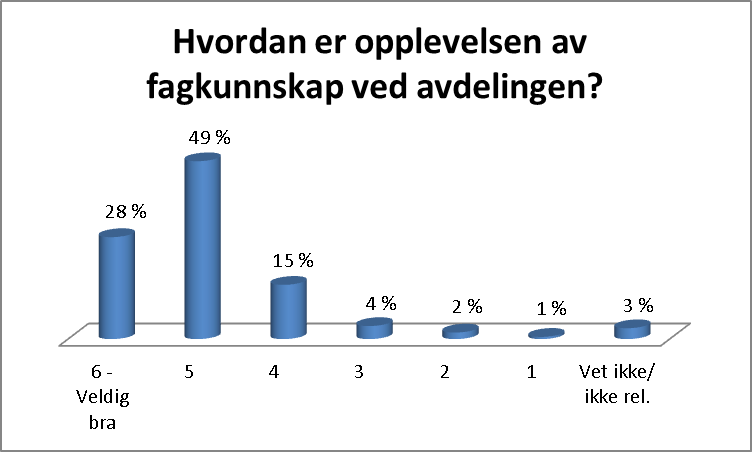 Hvordan er opplevelsen av
fagkunnskap ved avdelingen?
28 %
49 %
15 %
4 %
2 %
1 %
3 %
6 -
Veldig
bra
5
4
3
2
1
Vet ikke/
ikke rel.